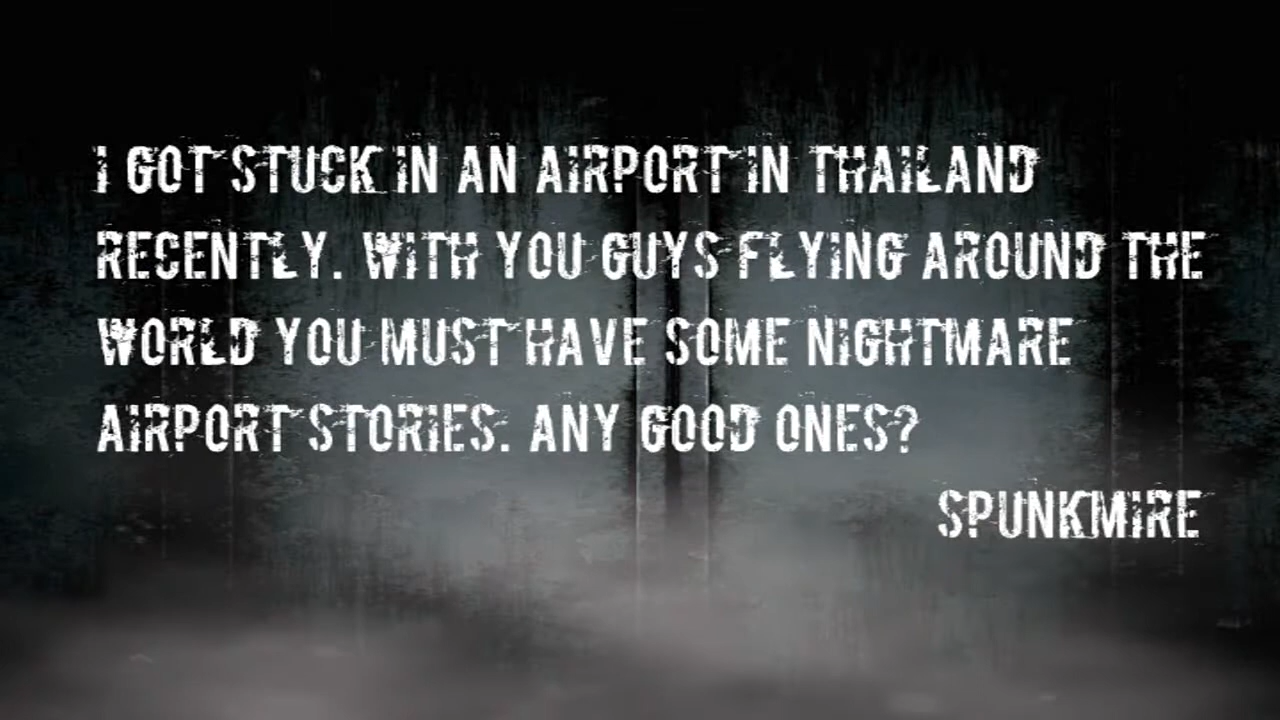 I GOT STUCK IN AN AIRPORT IN THAILAND
RECENTLY. WITH YOU GUYS FLYING AROUND THE
WORLD YOU MUST HAVE SOME NIGHTMARE
AIRPORT STORIES. ANY GOOD ONES?
SPUNKMIRE